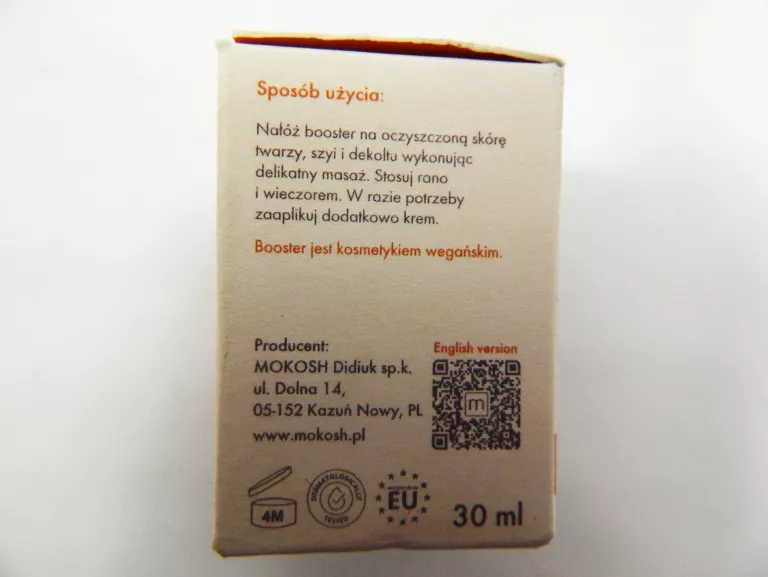 Sposób użycia:
Nałóż booster na oczyszczoną skórę
twarzy, szyi i dekoltu wykonując
delikatny masaż. Stosuj rano
i wieczorem. W razie potrzeby
zaaplikuj dodatkowo krem.
Booster jest kosmetykiem wegańskim.
Producent:
MOKOSH Didiuk sp.k.
ul. Dolna 14,
05-152 Kazuń Nowy, PL
www.mokosh.pl
English version
m
4M
DERMATOLOGICALLY
TESTED
EU
30 ml